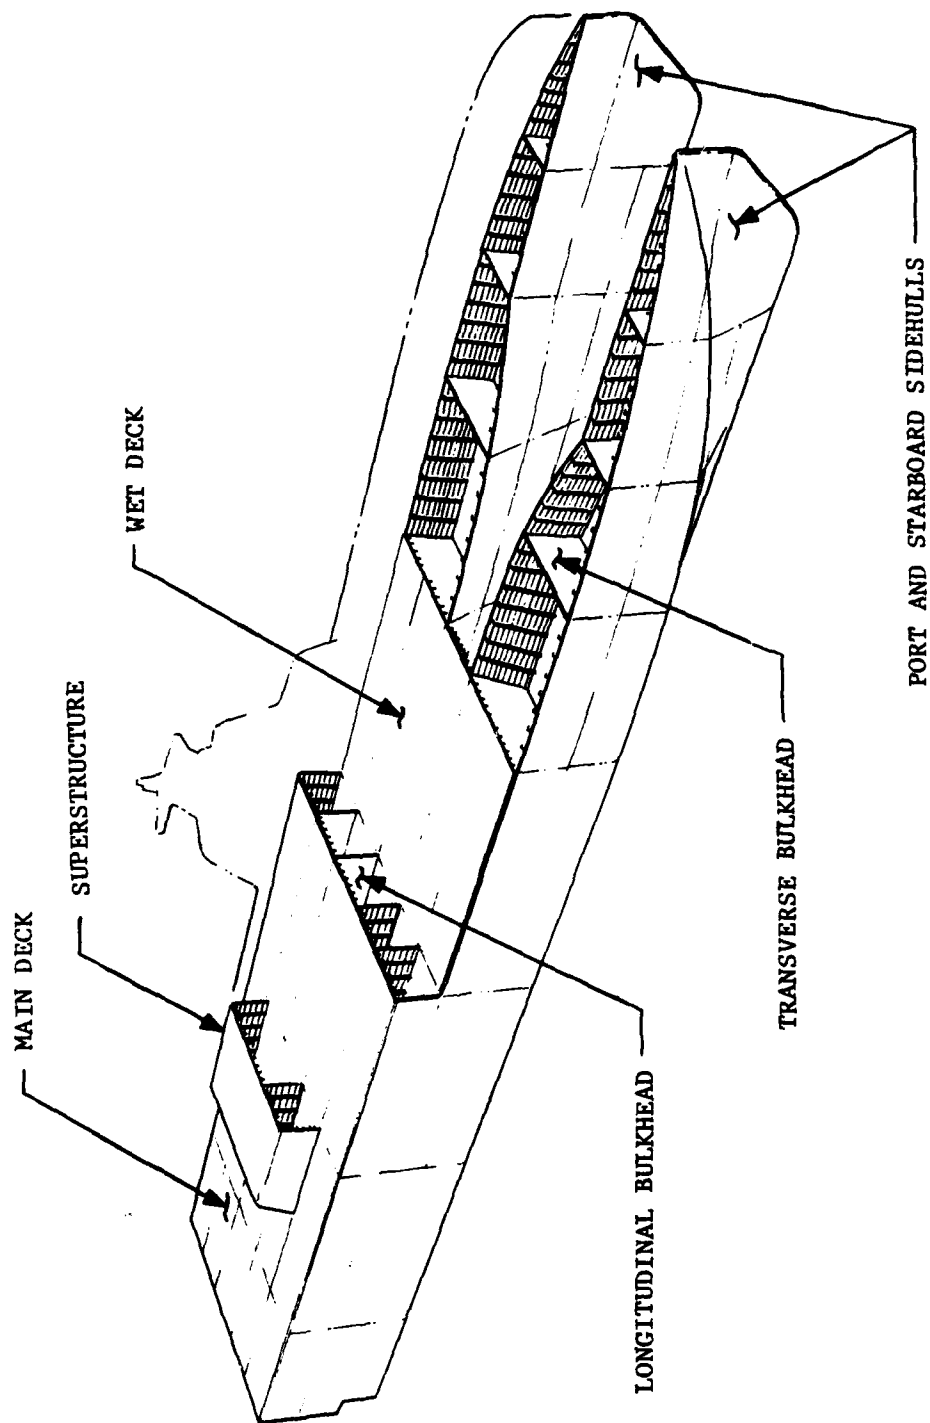 MAIN DECK
SUPERSTRUCTURE
WET DECK
LONGITUDINAL BULKHEAD
TRANSVERSE BULKHEAD
PORT AND STARBOARD SIDEHULLS